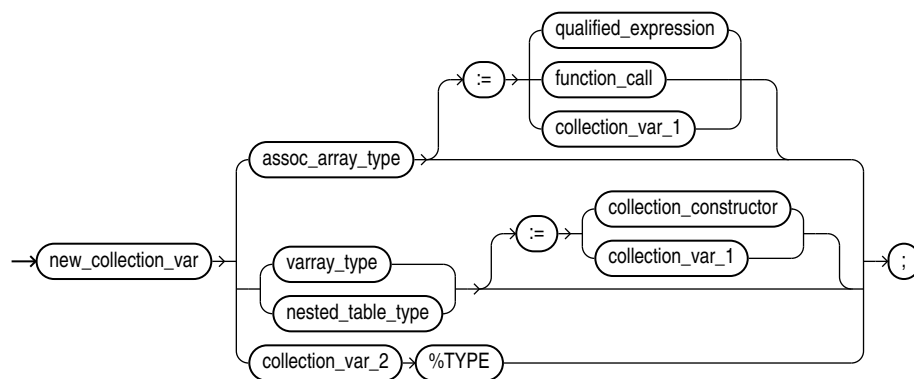 qualified_expression
:=
function_call
collection_var_1
assoc_array_type
collection_constructor
:=
new_collection_var
varray_type
collection_var_1
;
nested_table_type
collection_var_2
%TYPE